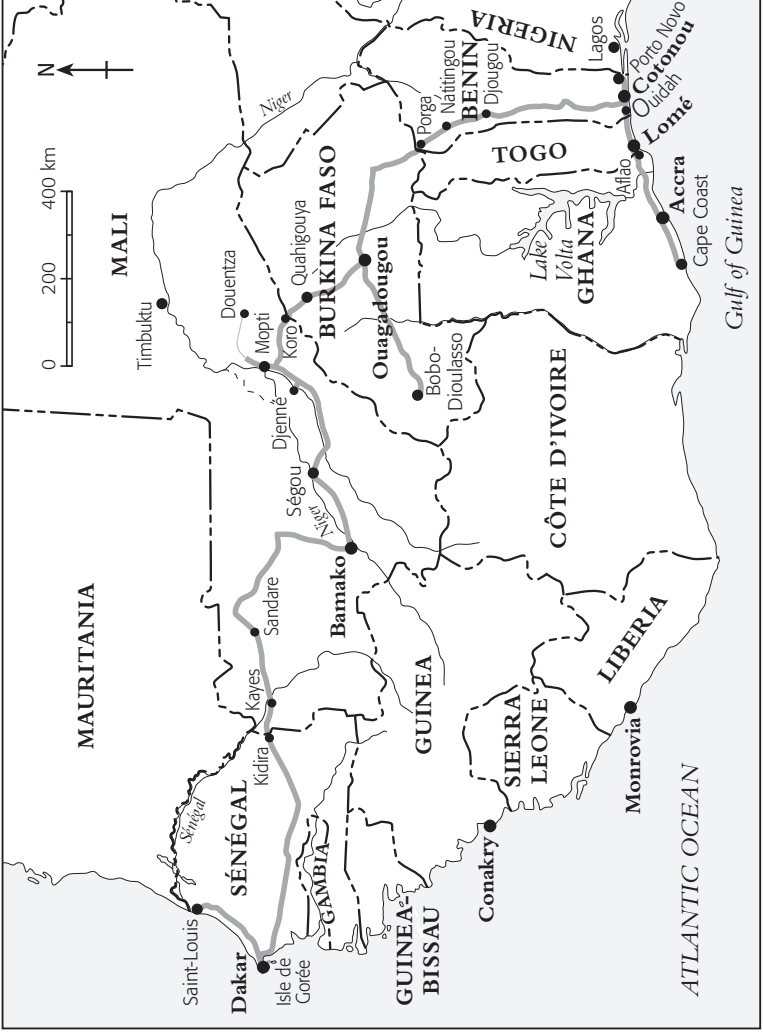 N
0 200 400 km
MAURITANIA
MALI
Timbuktu
Niger
Sénégal
Saint-Louis
SÉNÉGAL
Dakar
Isle de
Gorée
Kidira
Kayes
Sandare
Bamako
Niger
Ségou
Djenné
Mopti
Douentza
Koro
Quahigouya
BURKINA FASO
Ouagadougou
Bobo-
Dioulasso
GAMBIA
GUINEA-
BISSAU
GUINEA
Conakry
SIERRA
LEONE
LIBERIA
Monrovia
CÔTE D'IVOIRE
Lake
Volta
GHANA
TOGO
Porga
Natitingou
BENIN
Djougou
NIGERIA
Lagos
Porto Novo
Cotonou
Ouidah
Lomé
Aflao
Accra
Cape Coast
Gulf of Guinea
ATLANTIC OCEAN